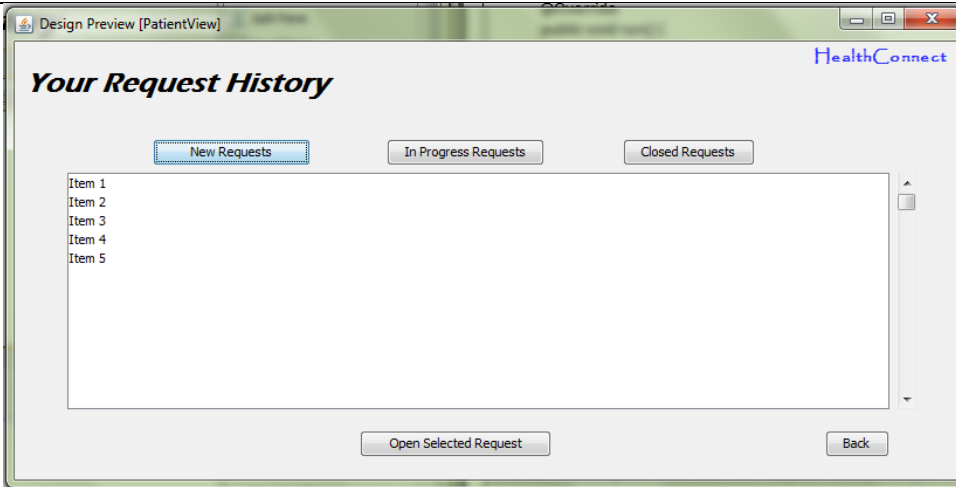 Design Preview [PatientView]
HealthConnect
Your Request History
New Requests In Progress Requests Closed Requests
Item 1
Item 2
Item 3
Item 4
Item 5
Open Selected Request Back